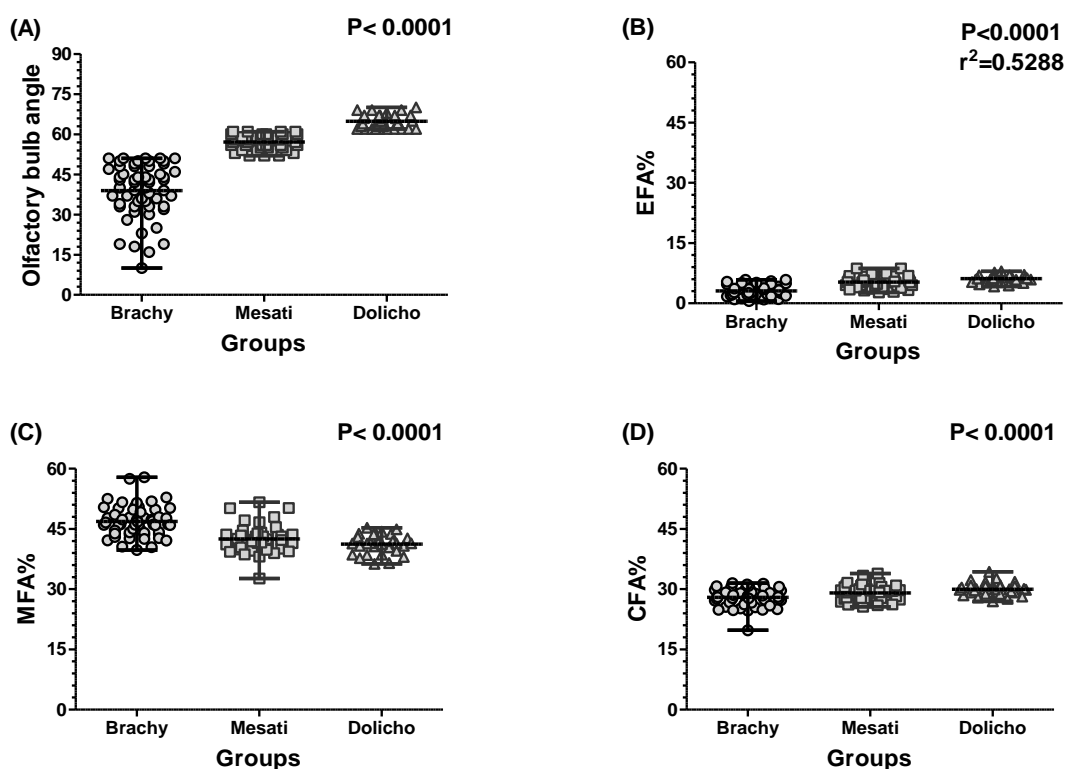 (A)
P< 0.0001
90
75
60
45
30
15
0
Olfactory bulb angle
Brachy Mesati Dolicho
Groups
(B)
P<0.0001
r²=0.5288
60
45
30
15
0
EFA%
Brachy Mesati Dolicho
Groups
(C)
P< 0.0001
60
45
30
15
0
MFA%
Brachy Mesati Dolicho
Groups
(D)
P< 0.0001
60
45
30
15
0
CFA%
Brachy Mesati Dolicho
Groups